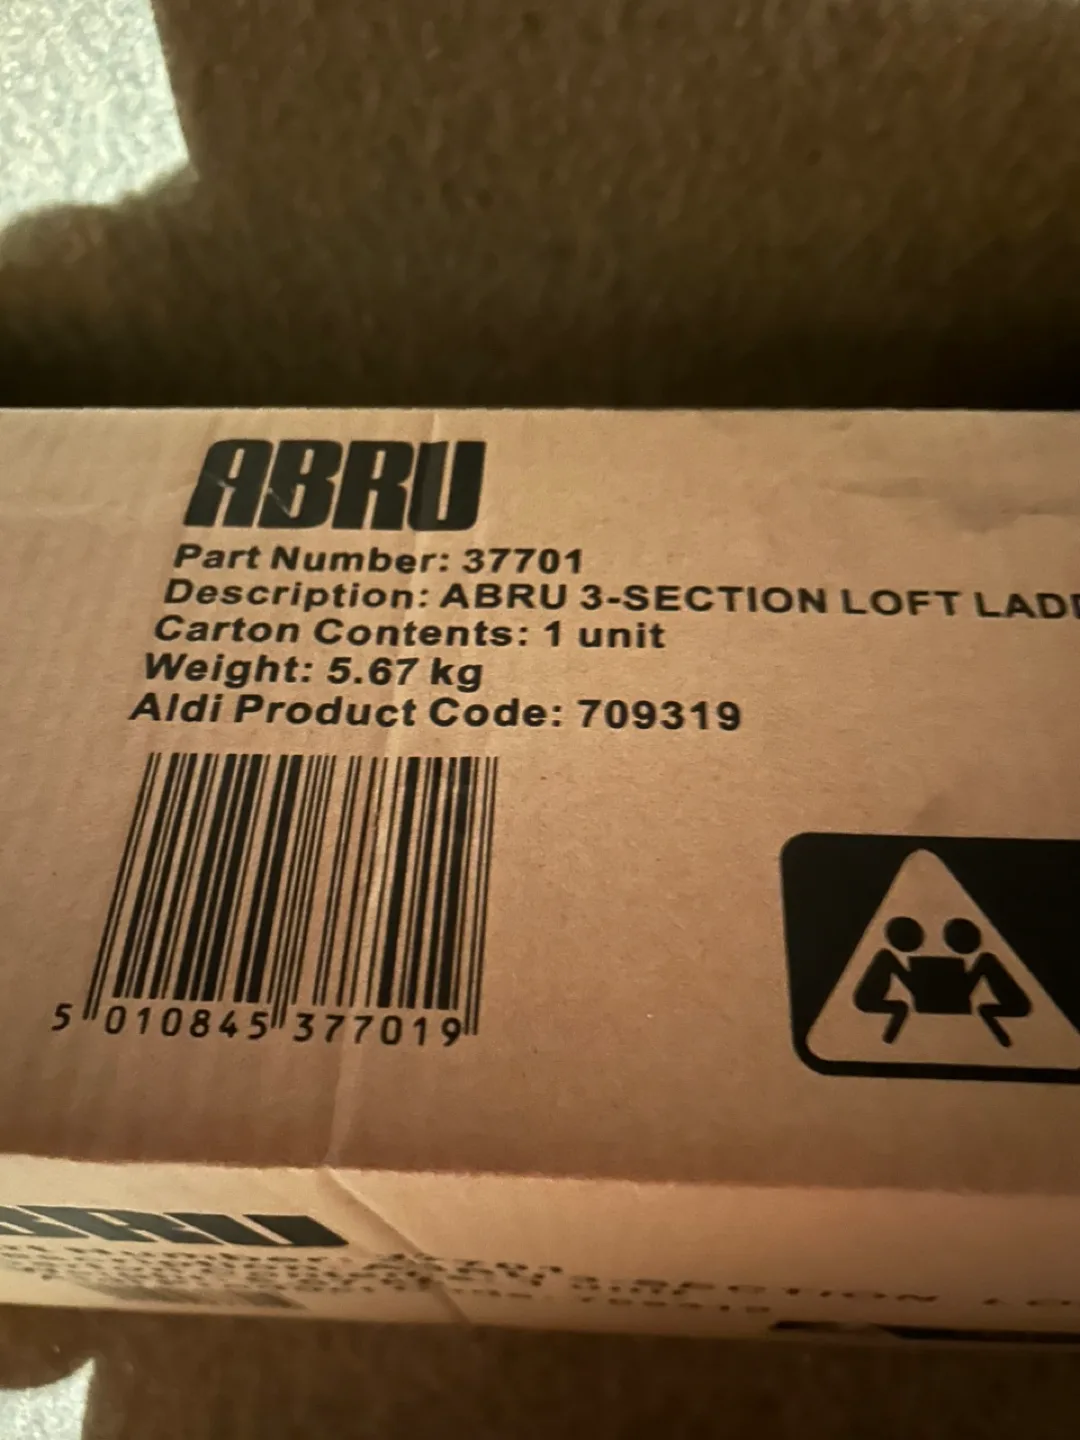 ABRU
Part Number: 37701
Description: ABRU 3-SECTION LOFT
Carton Contents: 1 unit
Weight: 5.67 kg
Aldi Product Code: 709319
5 010845 377019